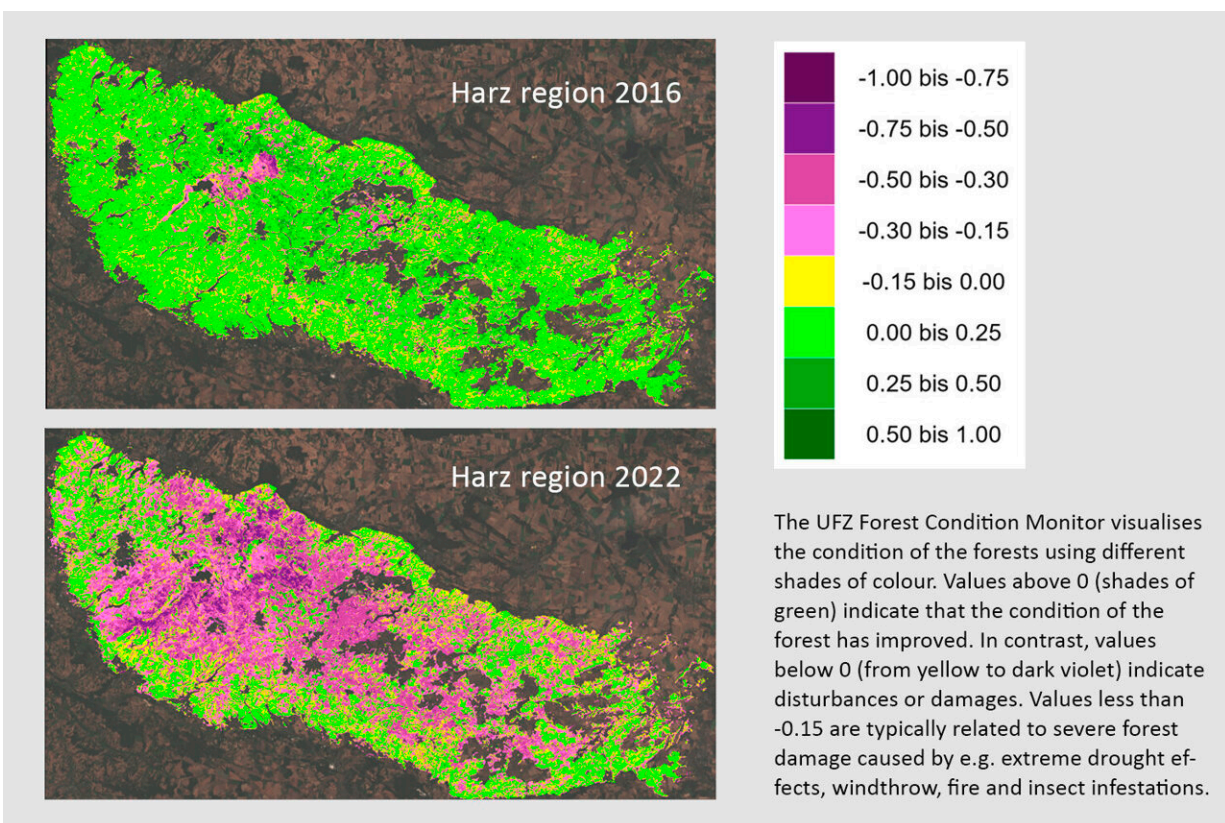 Harz region 2016
-1.00 bis -0.75
-0.75 bis -0.50
-0.50 bis -0.30
-0.30 bis -0.15
-0.15 bis 0.00
0.00 bis 0.25
0.25 bis 0.50
0.50 bis 1.00
Harz region 2022
The UFZ Forest Condition Monitor visualises
the condition of the forests using different
shades of colour. Values above 0 (shades of
green) indicate that the condition of the
forest has improved. In contrast, values
below 0 (from yellow to dark violet) indicate
disturbances or damages. Values less than
-0.15 are typically related to severe forest
damage caused by e.g. extreme drought ef-
fects, windthrow, fire and insect infestations.